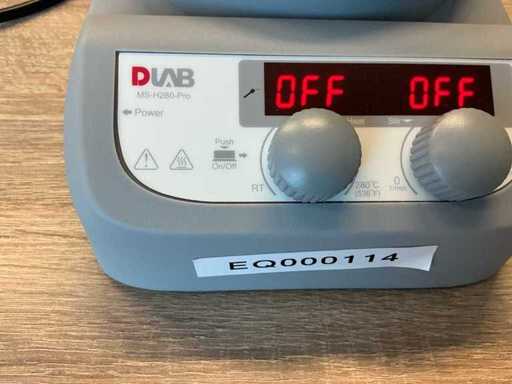 DLAB
MS-H280-Pro
OFF OFF
Power
Push
On/Off
RT
280°C
(536°F)
0
EQ000114